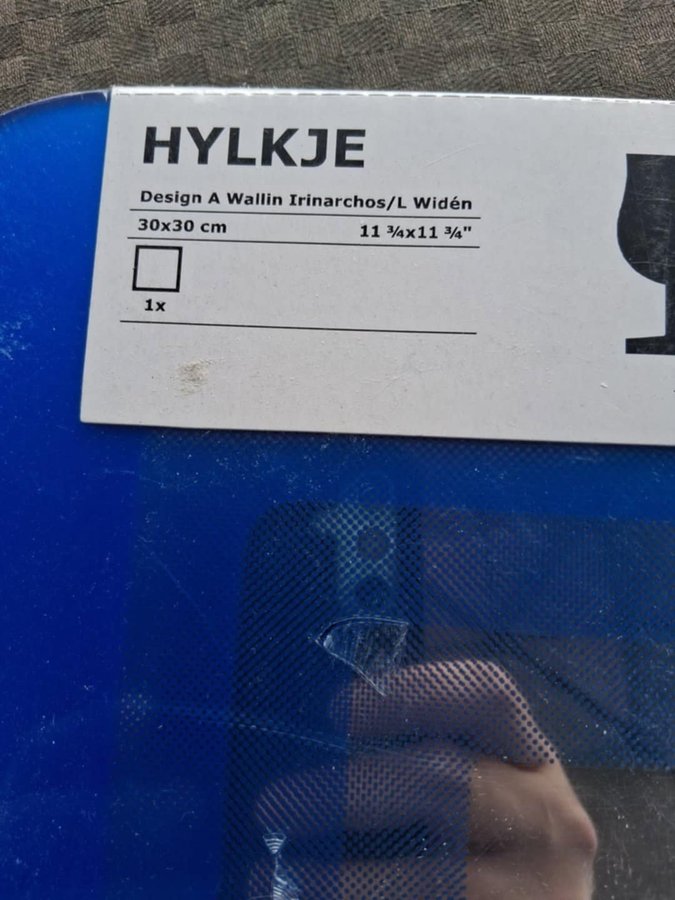 HYLKJE
Design A Wallin Irinarchos/L Widén
30x30 cm 11 ¾x11 ¾"
1x